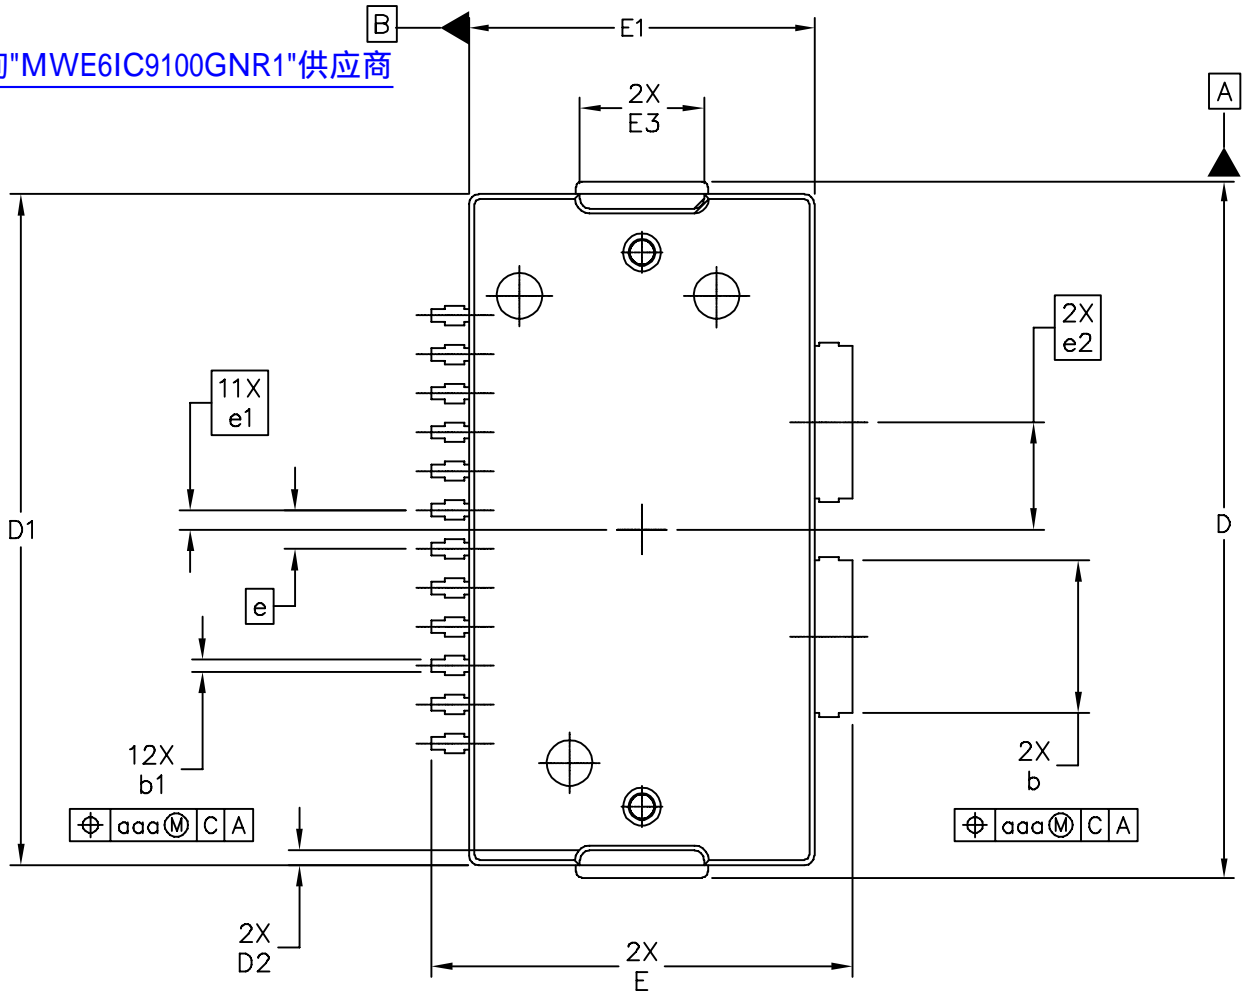 B
E1
"MWE6IC9100GNR1"供应商
2X
E3
A
2X
e2
11X
e1
D1
D
e
12X
b1
2X
b
⌖ aaa Ⓜ C A
⌖ aaa Ⓜ C A
2X
D2
2X
E